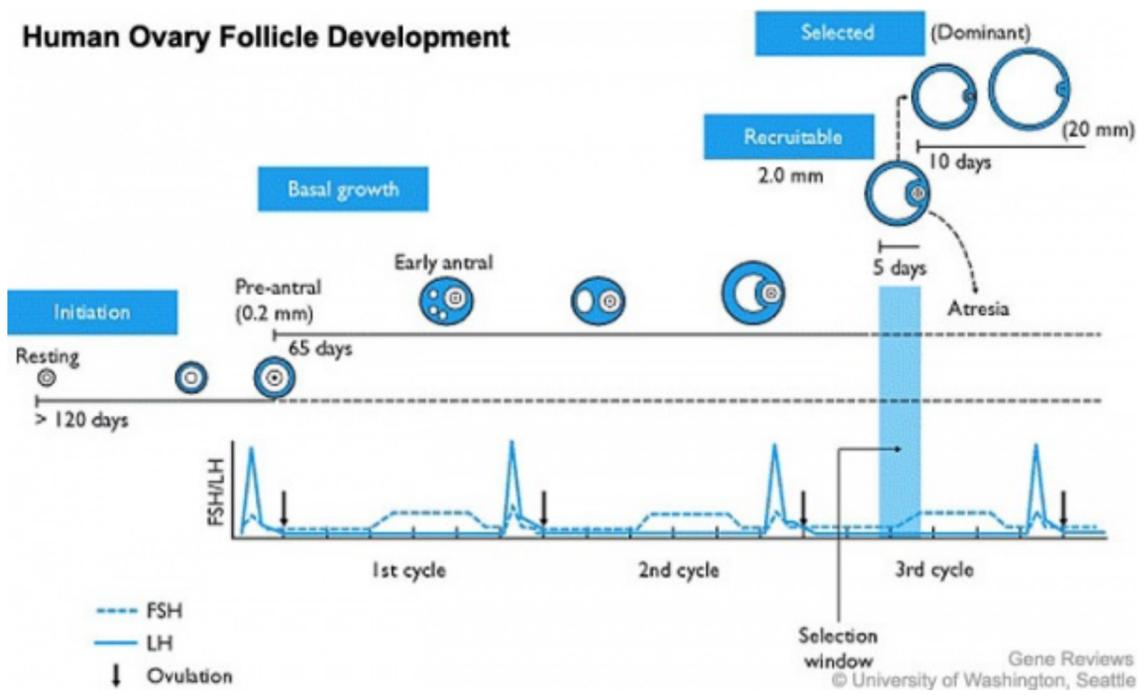 Human Ovary Follicle Development
Selected (Dominant)
(20 mm)
10 days
Recruitable
2.0 mm
5 days
Atresia
Basal growth
Early antral
Pre-antral
(0.2 mm)
65 days
Initiation
Resting
> 120 days
FSH/LH
1st cycle 2nd cycle 3rd cycle
FSH
LH
Ovulation
Selection
window
Gene Reviews
© University of Washington, Seattle